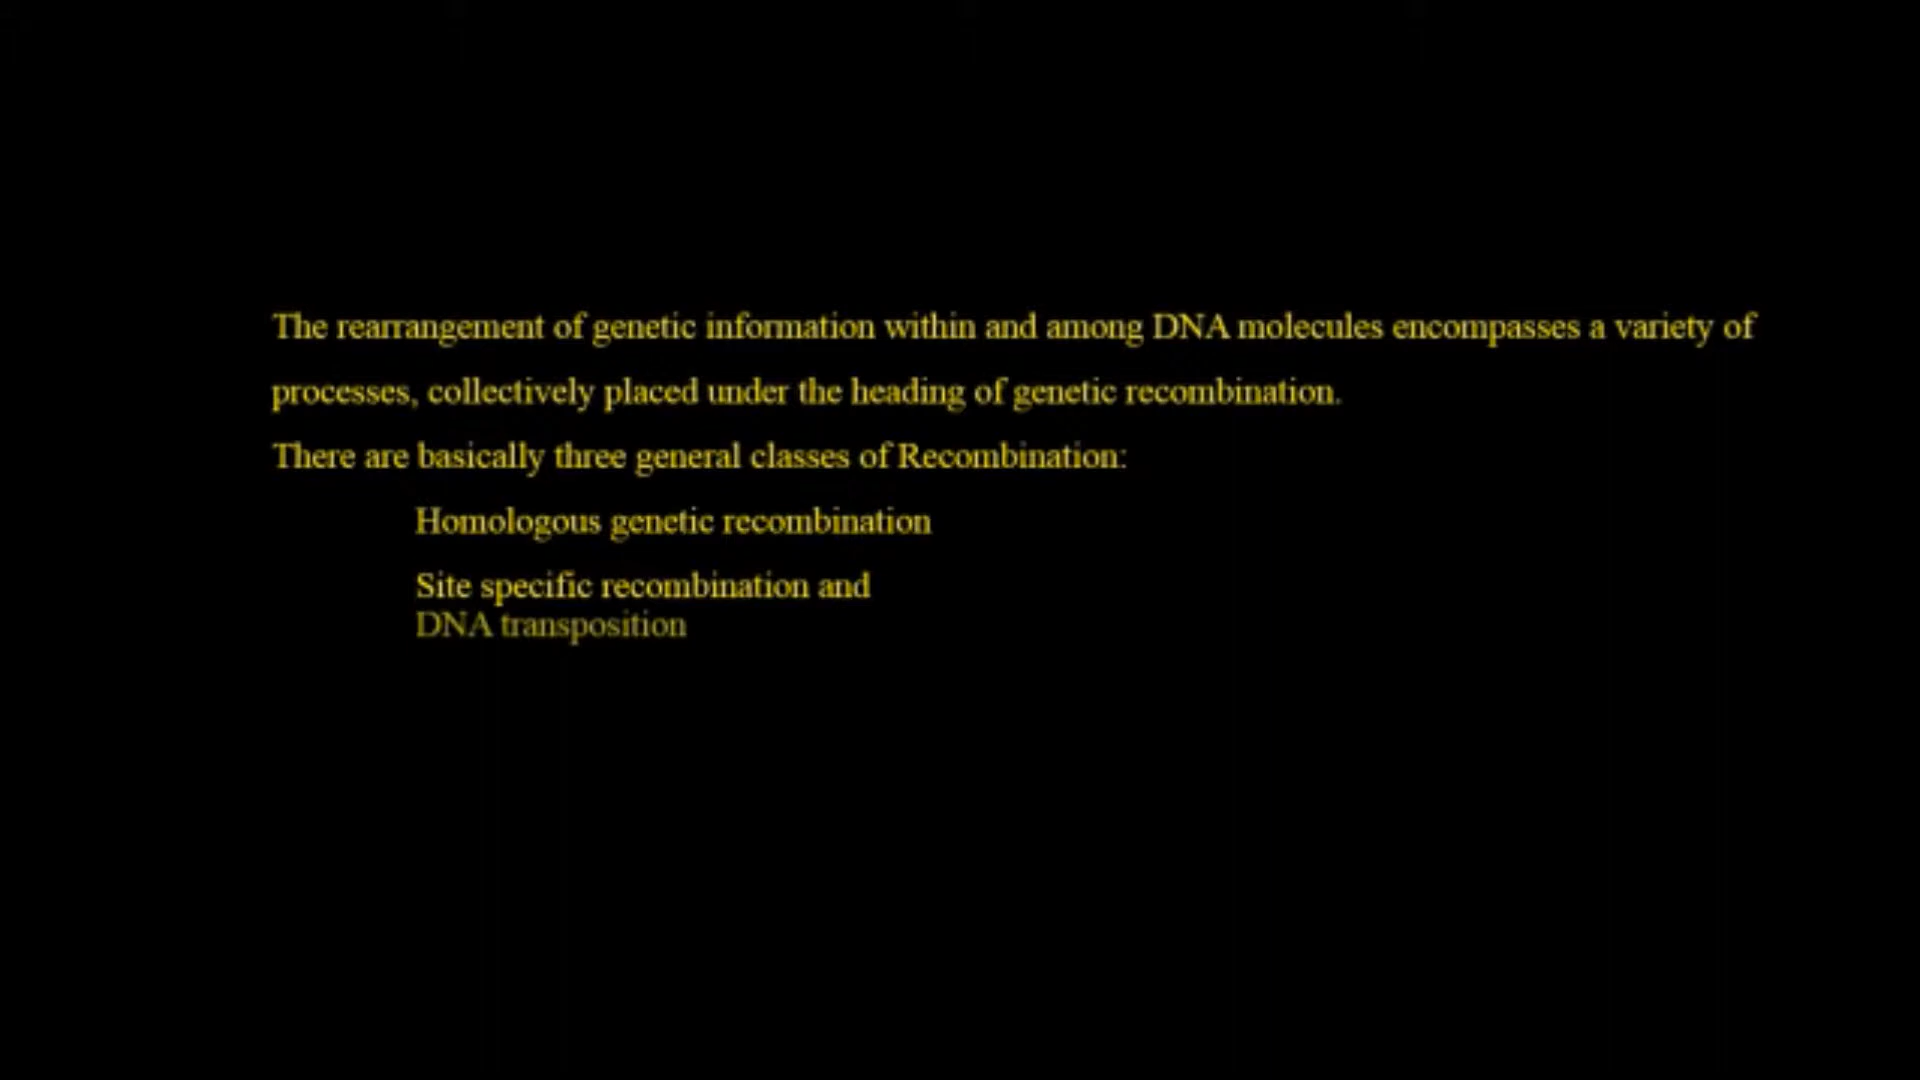 The rearrangement of genetic information within and among DNA molecules encompasses a variety of
processes, collectively placed under the heading of genetic recombination.
There are basically three general classes of Recombination:
Homologous genetic recombination
Site specific recombination and
DNA transposition